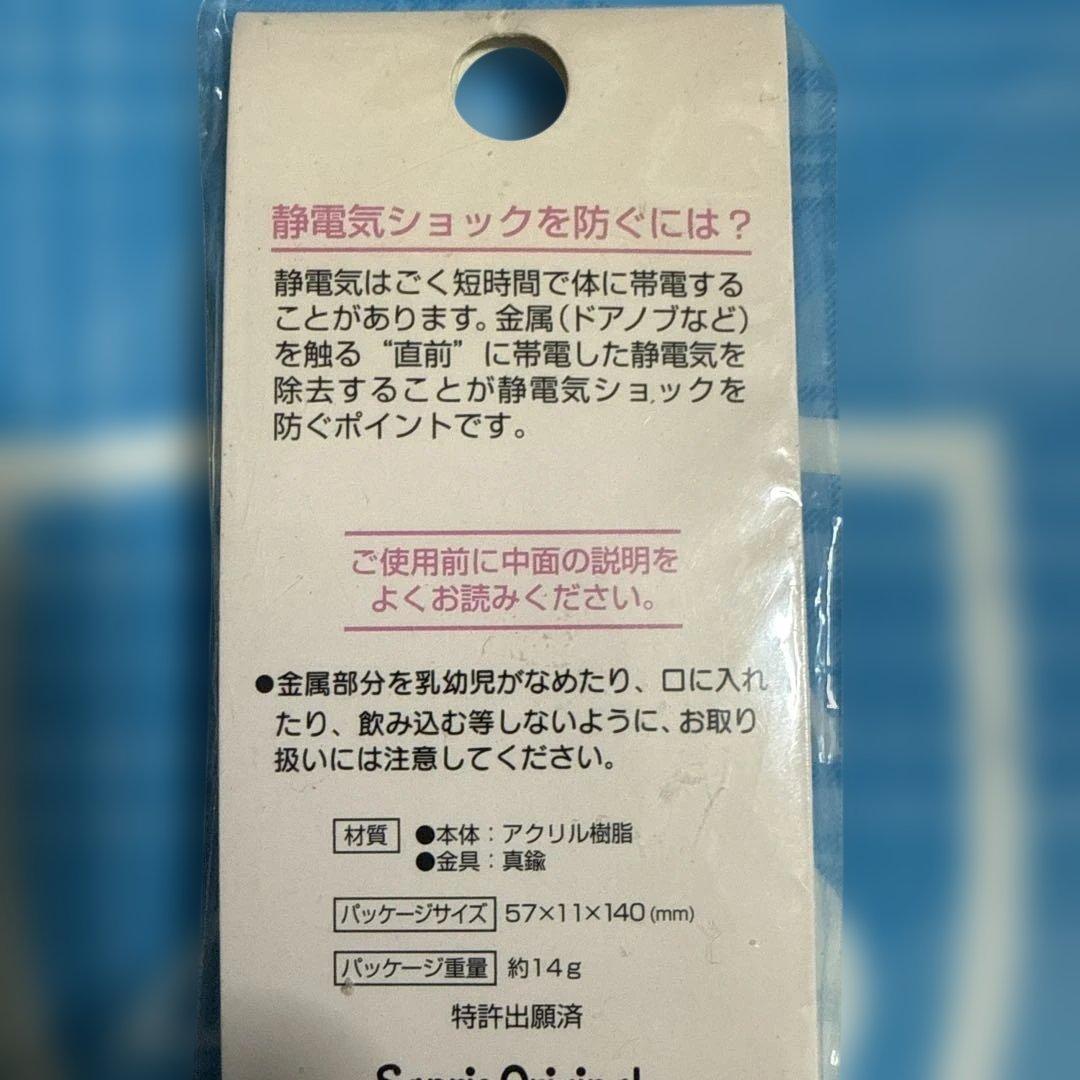 静電気ショックを防ぐには?
静電気はごく短時間で体に帯電する
ことがあります。金属(ドアノブなど)
を触る“直前”に帯電した静電気を
除去することが静電気ショックを
防ぐポイントです。
ご使用前に中面の説明を
よくお読みください。
●金属部分を乳幼児がなめたり、口に入れ
たり、飲み込む等しないように、お取り
扱いには注意してください。
材質 ●本体:アクリル樹脂
●金具:真鍮
パッケージサイズ 57×11×140(mm)
パッケージ重量 約14g
特許出願済